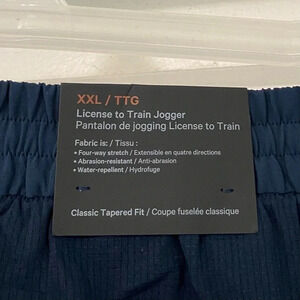 XXL / TTG
License to Train Jogger
Pantalon de jogging License to Train
Fabric is: / Tissu :
• Four-way stretch / Extensible en quatre directions
• Abrasion-resistant / Anti-abrasion
• Water-repellent / Hydrofuge
Classic Tapered Fit / Coupe fuselée classique